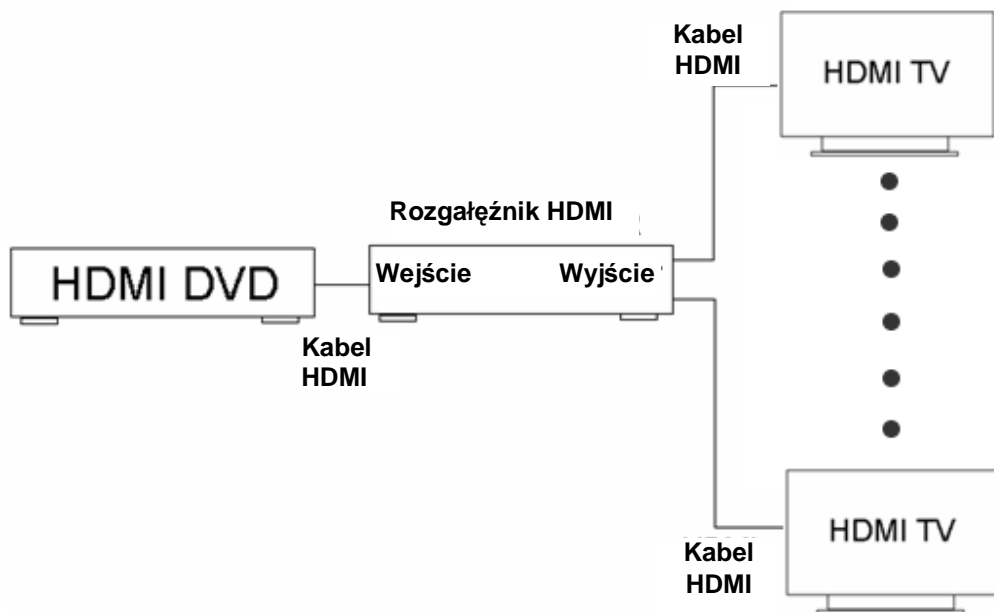 Kabel
HDMI
HDMI TV
Rozgałęźnik HDMI
HDMI DVD
Wejście
Wyjście
Kabel
HDMI
HDMI TV
Kabel
HDMI